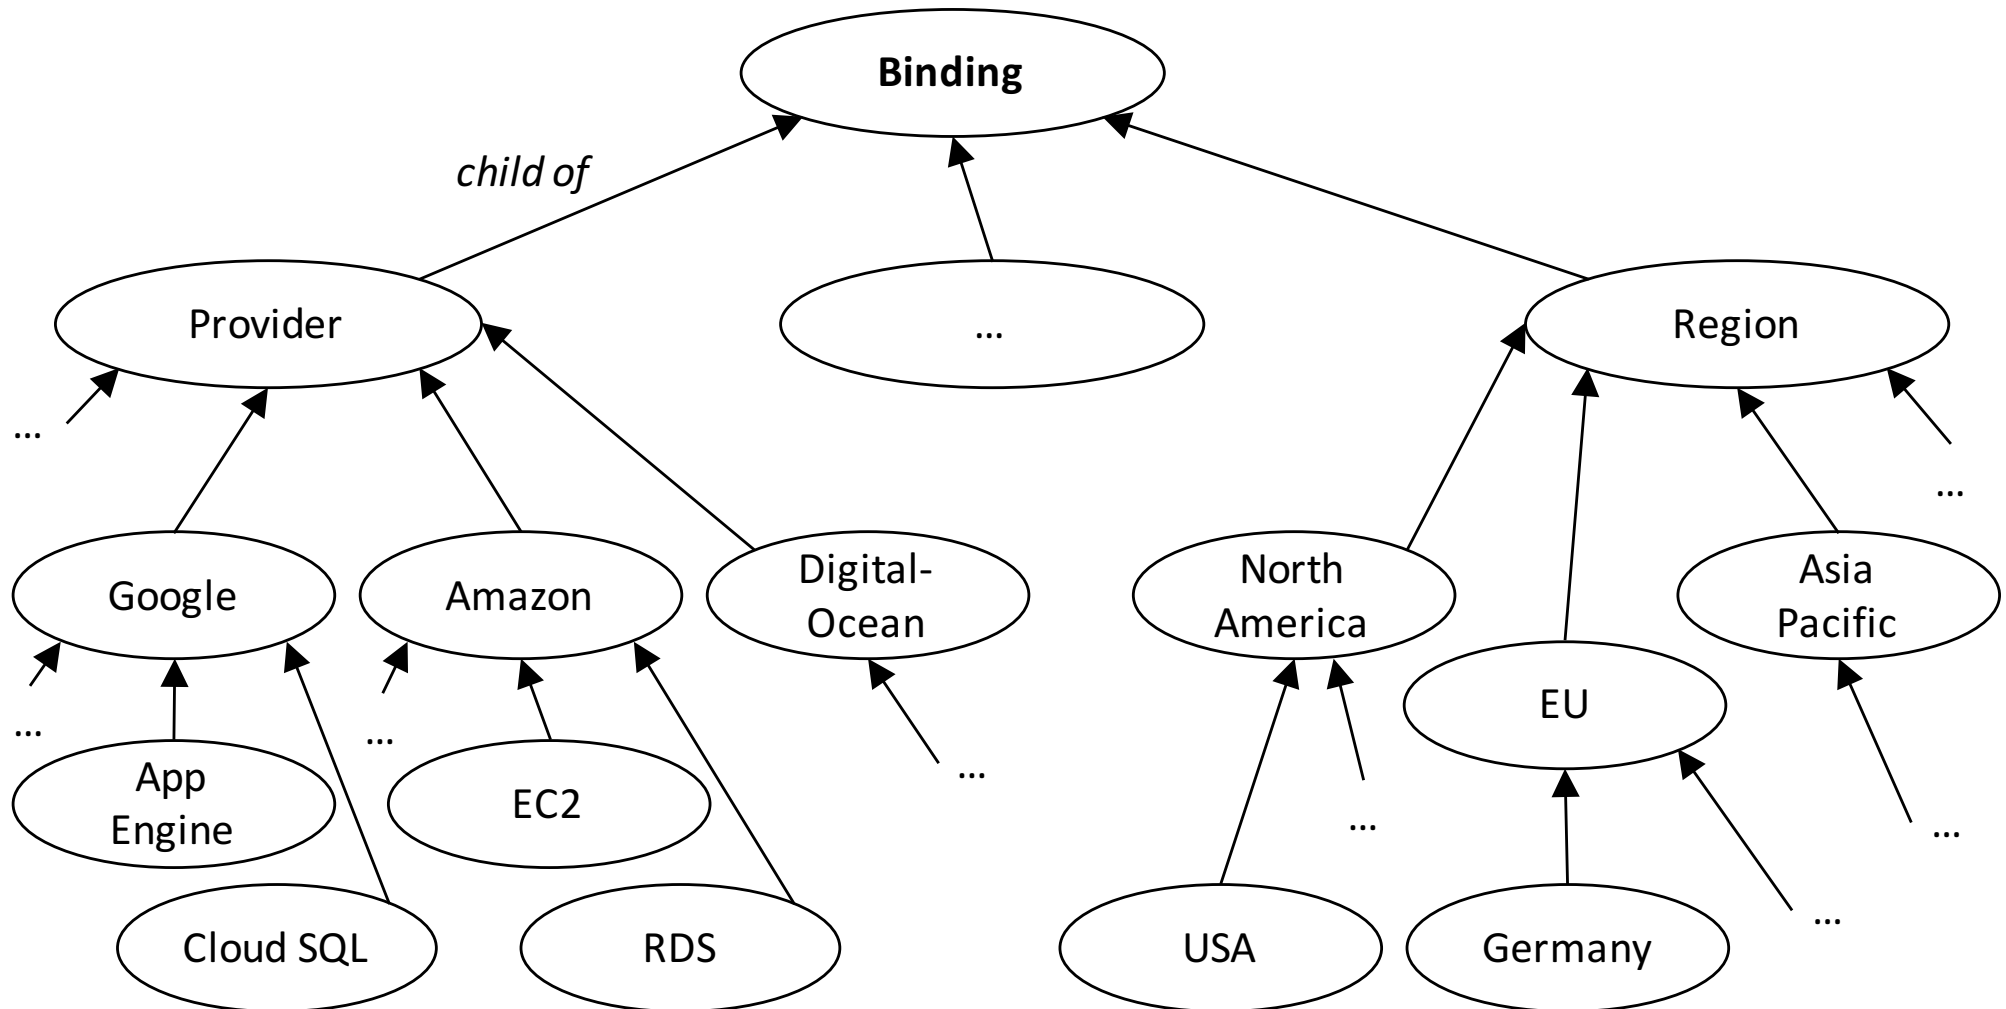 Binding
child of
Provider
...
Region
...
...
Google
Amazon
Digital-
Ocean
North
America
Asia
Pacific
EU
...
...
App
Engine
EC2
...
...
...
...
Cloud SQL
RDS
USA
Germany